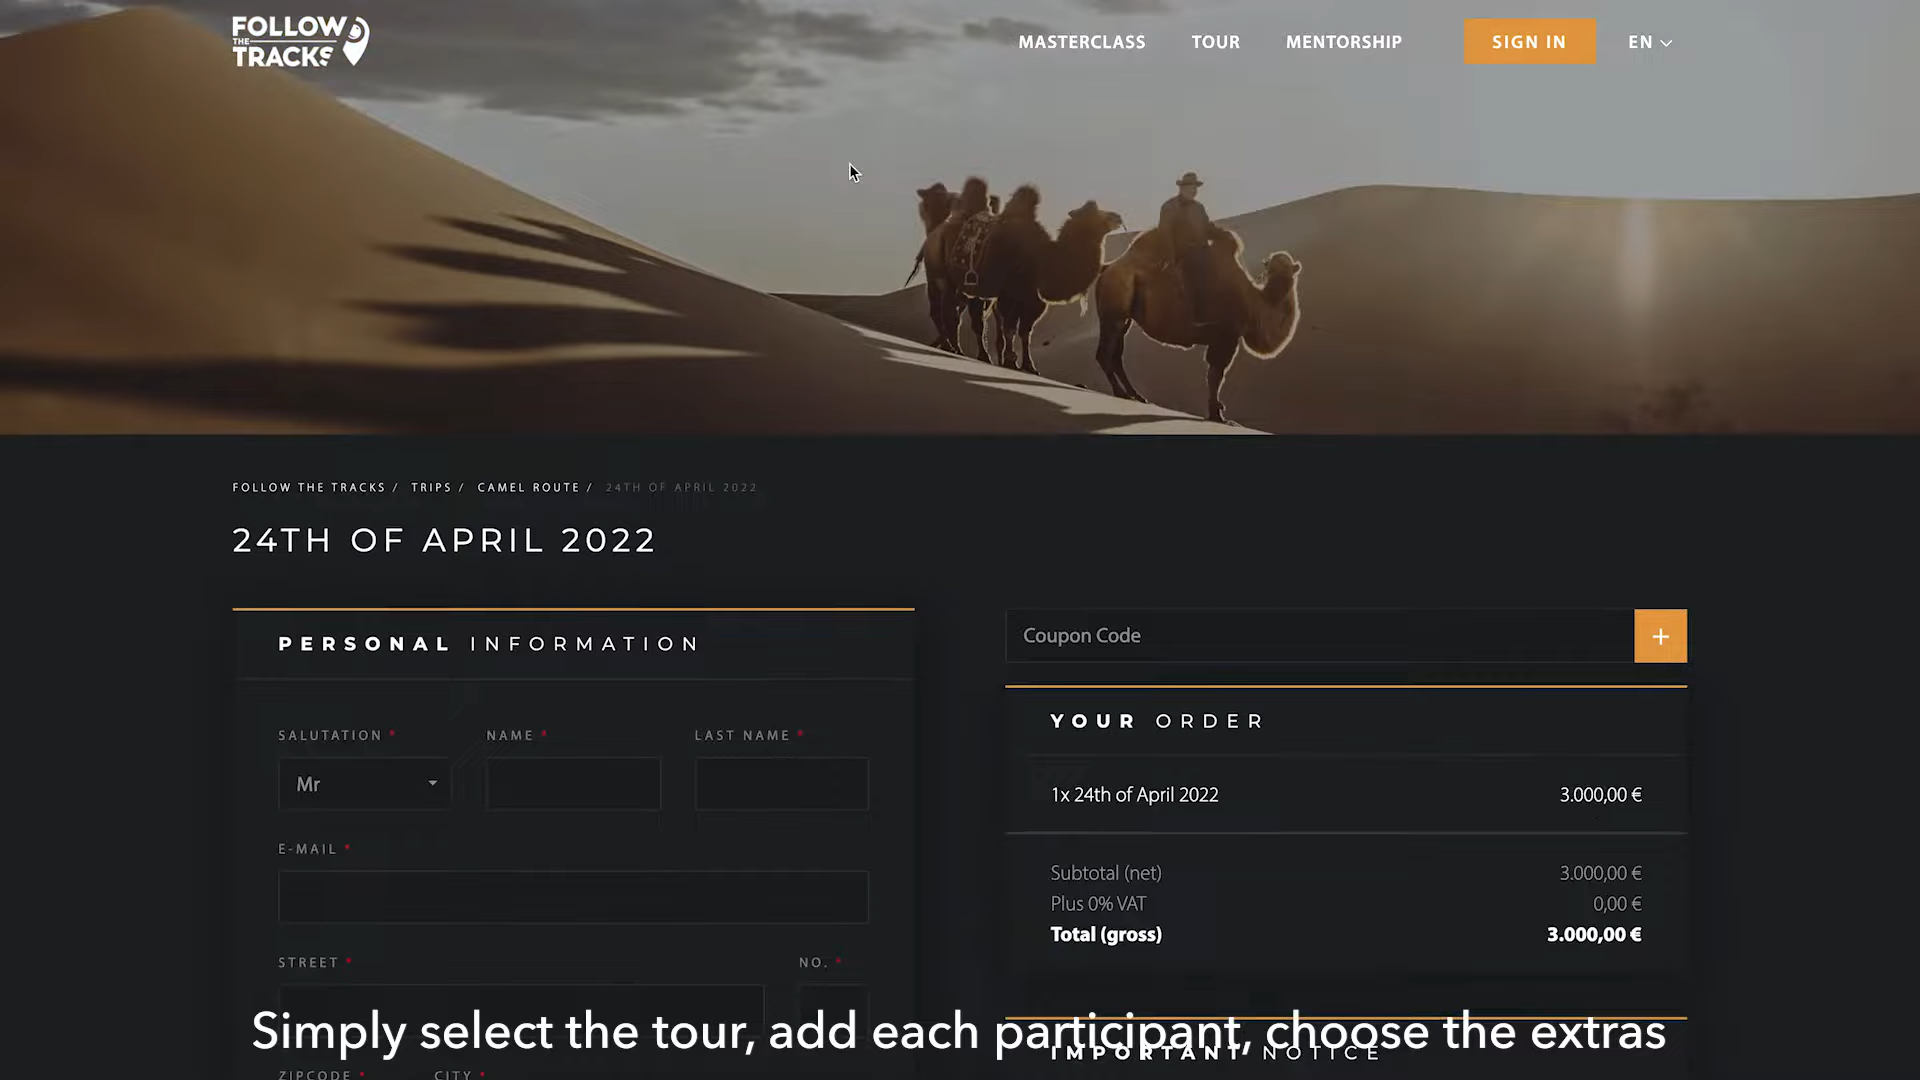 FOLLOW
THE
TRACKS
MASTERCLASS
TOUR
MENTORSHIP
SIGN IN
EN
FOLLOW THE TRACKS / TRIPS / CAMEL ROUTE / 24TH OF APRIL 2022
24TH OF APRIL 2022
PERSONAL INFORMATION
SALUTATION *
NAME *
LAST NAME *
Mr
E-MAIL *
STREET *
NO. *
ZIPCODE *
CITY *
Coupon Code
+
YOUR ORDER
1x 24th of April 2022 3.000,00 €
Subtotal (net) 3.000,00 €
Plus 0% VAT 0,00 €
Total (gross) 3.000,00 €
IMPORTANT NOTICE
Simply select the tour, add each participant, choose the extras